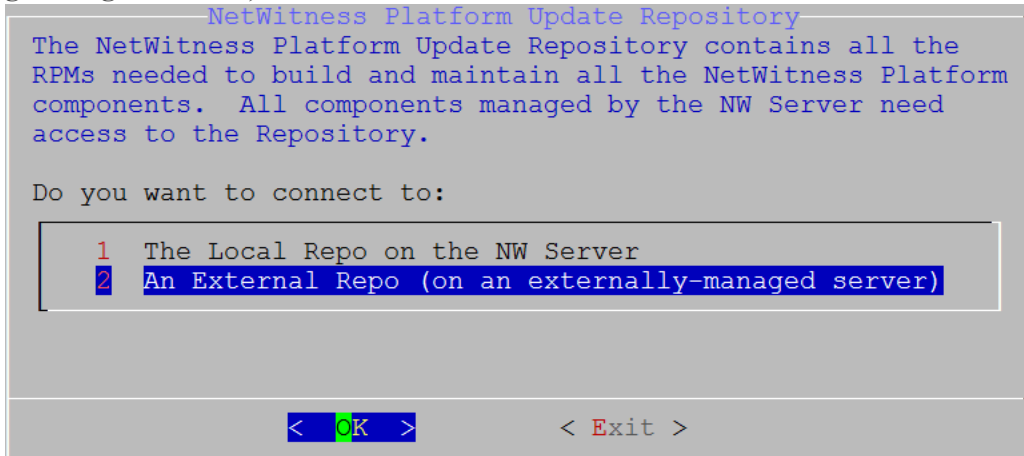 NetWitness Platform Update Repository
The NetWitness Platform Update Repository contains all the
RPMs needed to build and maintain all the NetWitness Platform
components.  All components managed by the NW Server need
access to the Repository.
Do you want to connect to:
1  The Local Repo on the NW Server
2  An External Repo (on an externally-managed server)
<  OK  >          < Exit >